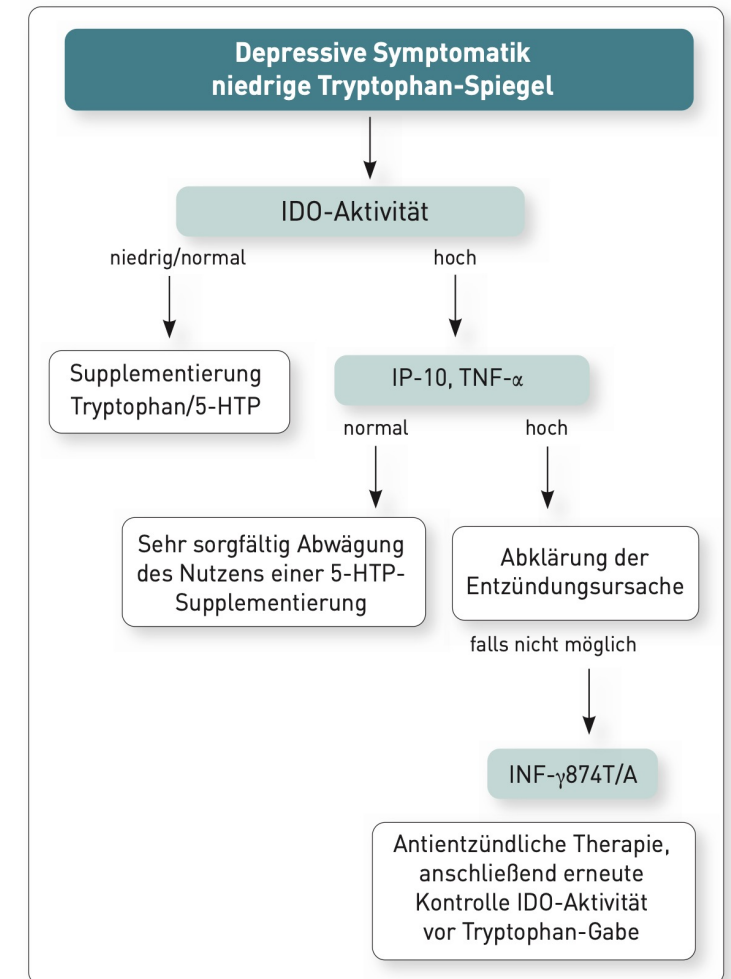 Depressive Symptomatik
niedrige Tryptophan-Spiegel
IDO-Aktivität
niedrig/normal
hoch
Supplementierung
Tryptophan/5-HTP
IP-10, TNF-α
normal
hoch
Sehr sorgfältig Abwägung
des Nutzens einer 5-HTP-
Supplementierung
Abklärung der
Entzündungsursache
falls nicht möglich
INF-γ874T/A
Antientzündliche Therapie,
anschließend erneute
Kontrolle IDO-Aktivität
vor Tryptophan-Gabe